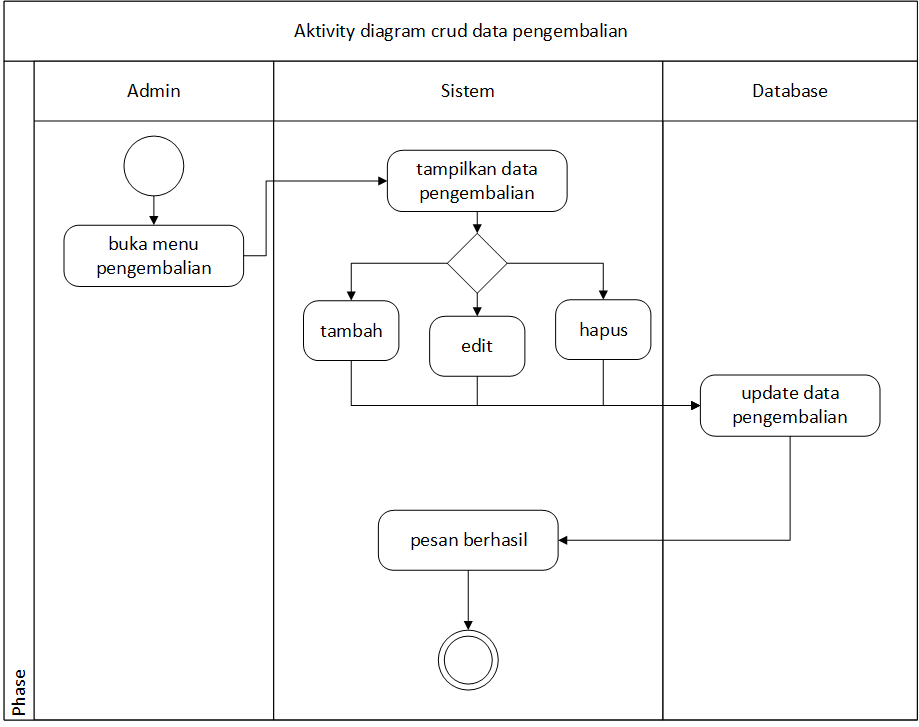 Aktivity diagram crud data pengembalian
Phase
Admin
Sistem
Database
buka menu
pengembalian
tampilkan data
pengembalian
tambah
edit
hapus
update data
pengembalian
pesan berhasil